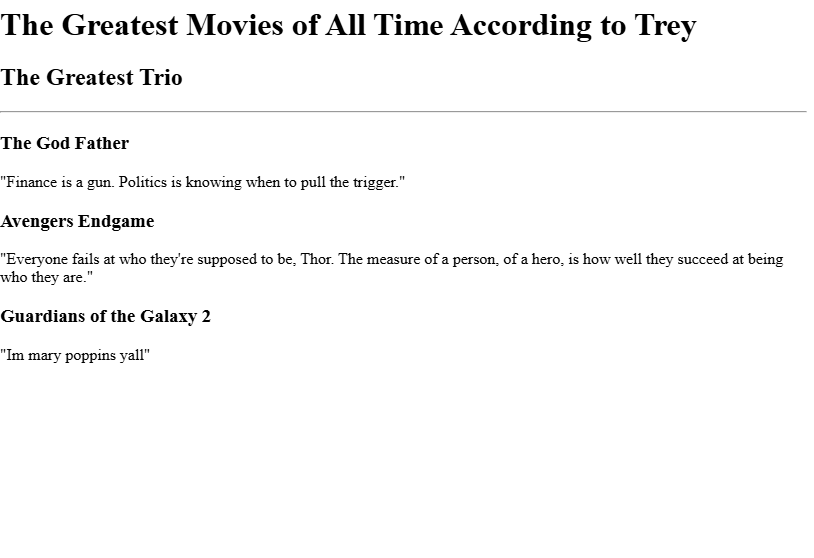 The Greatest Movies of All Time According to Trey
The Greatest Trio
The God Father
"Finance is a gun. Politics is knowing when to pull the trigger."
Avengers Endgame
"Everyone fails at who they're supposed to be, Thor. The measure of a person, of a hero, is how well they succeed at being
who they are."
Guardians of the Galaxy 2
"Im mary poppins yall"